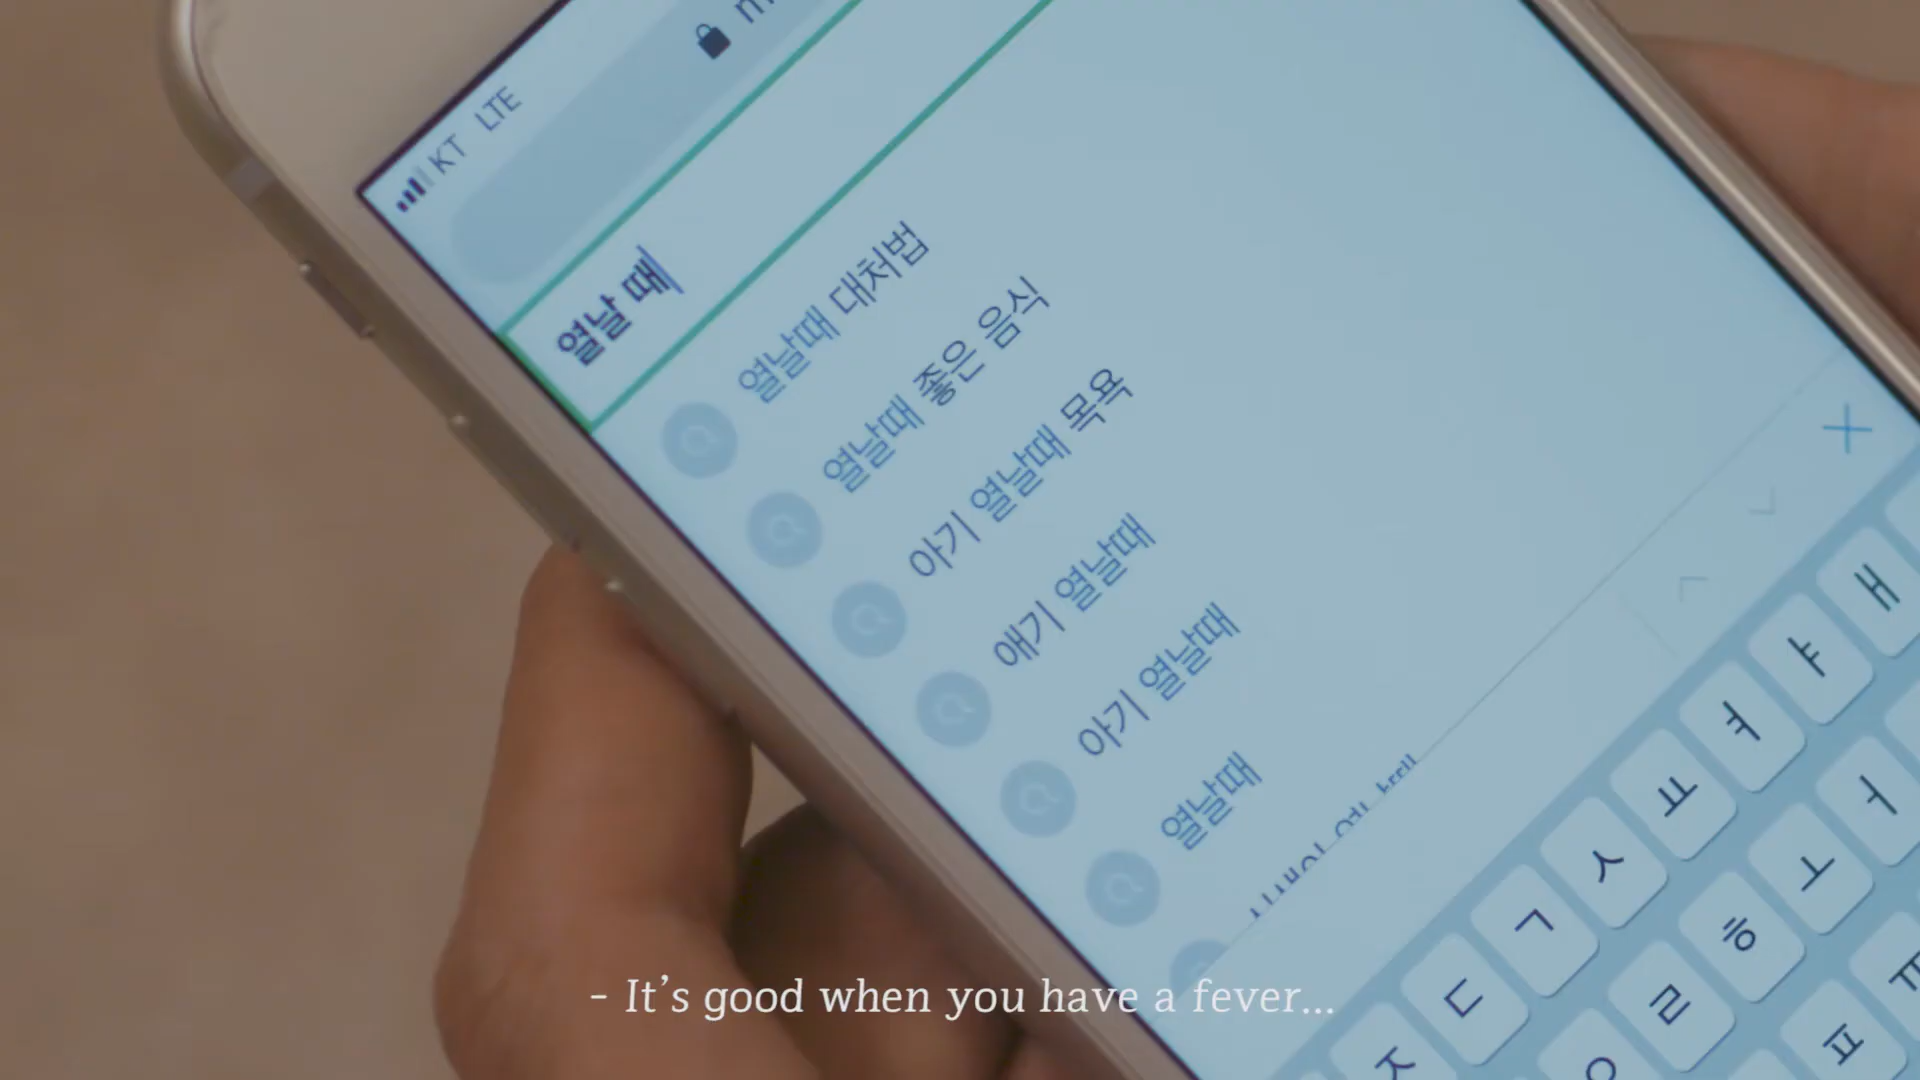 KT LTE
열날 때
열날때 대처법
열날때 좋은 음식
아기 열날때 목욕
애기 열날때
아기 열날때
열날때
ㅅ ㅛ ㅕ ㅑ ㅐ
ㅈ ㄷ ㄱ
ㅇ ㄹ ㅎ ㅗ ㅓ
ㅍ ㅠ
- It's good when you have a fever...